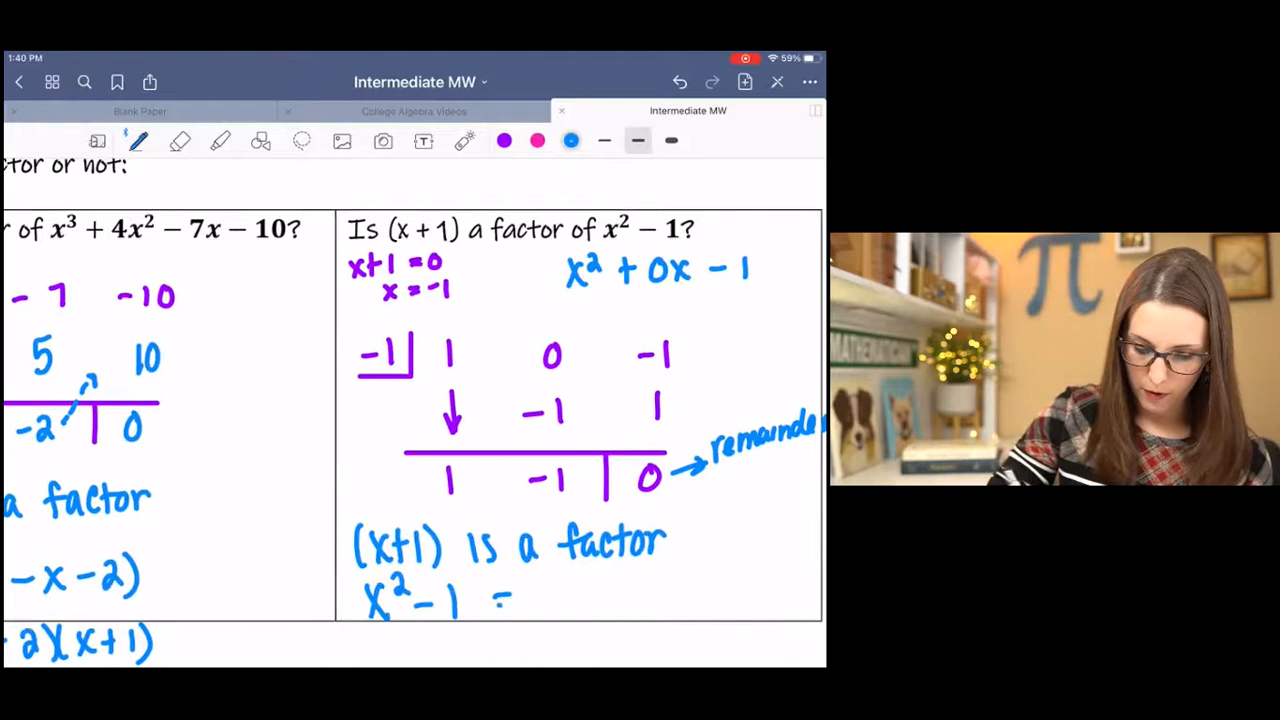 1:40 PM
59%
Intermediate MW
Blank Paper
College Algebra Videos
Intermediate MW
ctor or not:
r of x³ + 4x² − 7x − 10?
- 7 -10
5 10
-2 0
a factor
- x - 2)
2)(x+1)
Is (x + 1) a factor of x² − 1?
x+1 = 0
x = -1
x² + 0x - 1
-1 1 0 -1
-1 1
1 -1 0 → remainde
(x+1) is a factor
x² - 1 =
MATHEMATICIAN
π